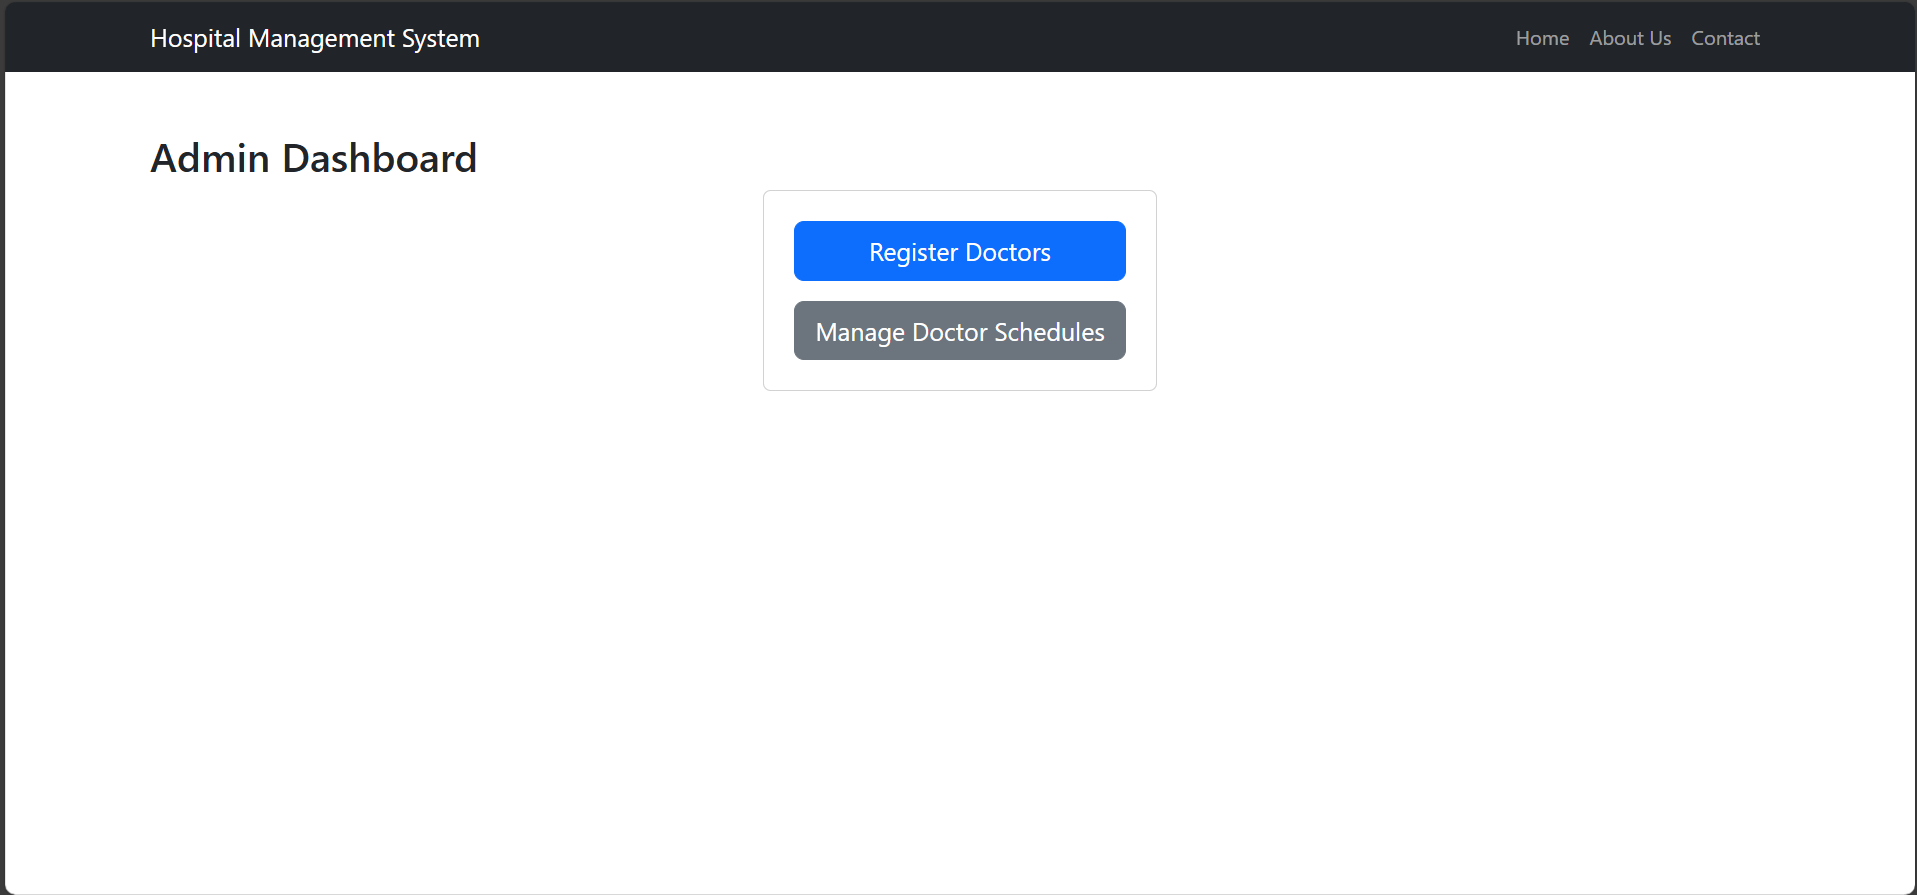 Hospital Management System
Home About Us Contact
Admin Dashboard
Register Doctors
Manage Doctor Schedules